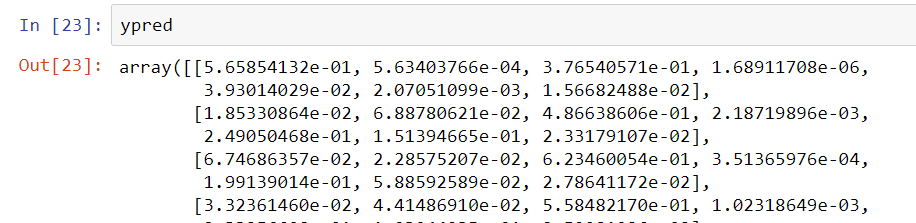 In [23]: ypred
Out[23]: array([[5.65854132e-01, 5.63403766e-04, 3.76540571e-01, 1.68911708e-06,
3.93014029e-02, 2.07051099e-03, 1.56682488e-02],
[1.85330864e-02, 6.88780621e-02, 4.86638606e-01, 2.18719896e-03,
2.49050468e-01, 1.51394665e-01, 2.33179107e-02],
[6.74686357e-02, 2.28575207e-02, 6.23460054e-01, 3.51365976e-04,
1.99139014e-01, 5.88592589e-02, 2.78641172e-02],
[3.32361460e-02, 4.41486910e-02, 5.58482170e-01, 1.02318649e-03,